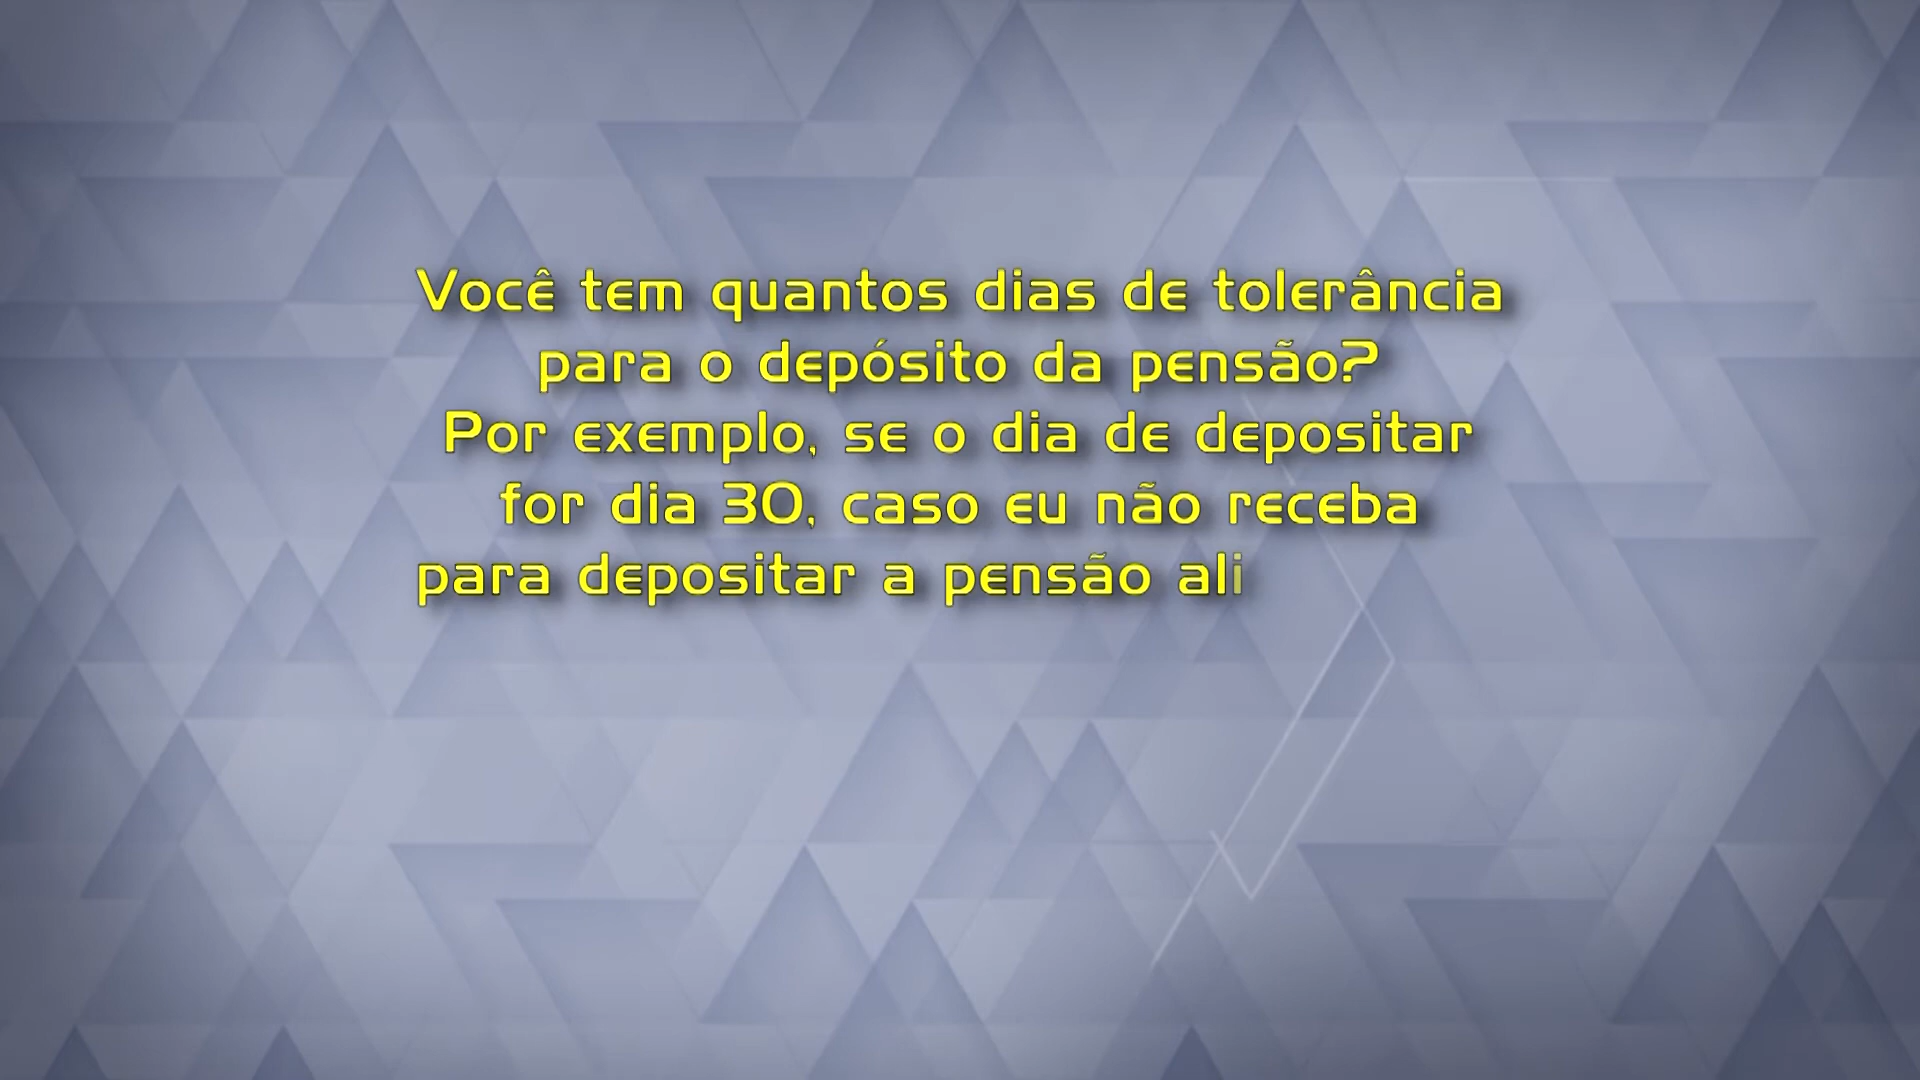 Você tem quantos dias de tolerância
para o depósito da pensão?
Por exemplo, se o dia de depositar
for dia 30, caso eu não receba
para depositar a pensão ali